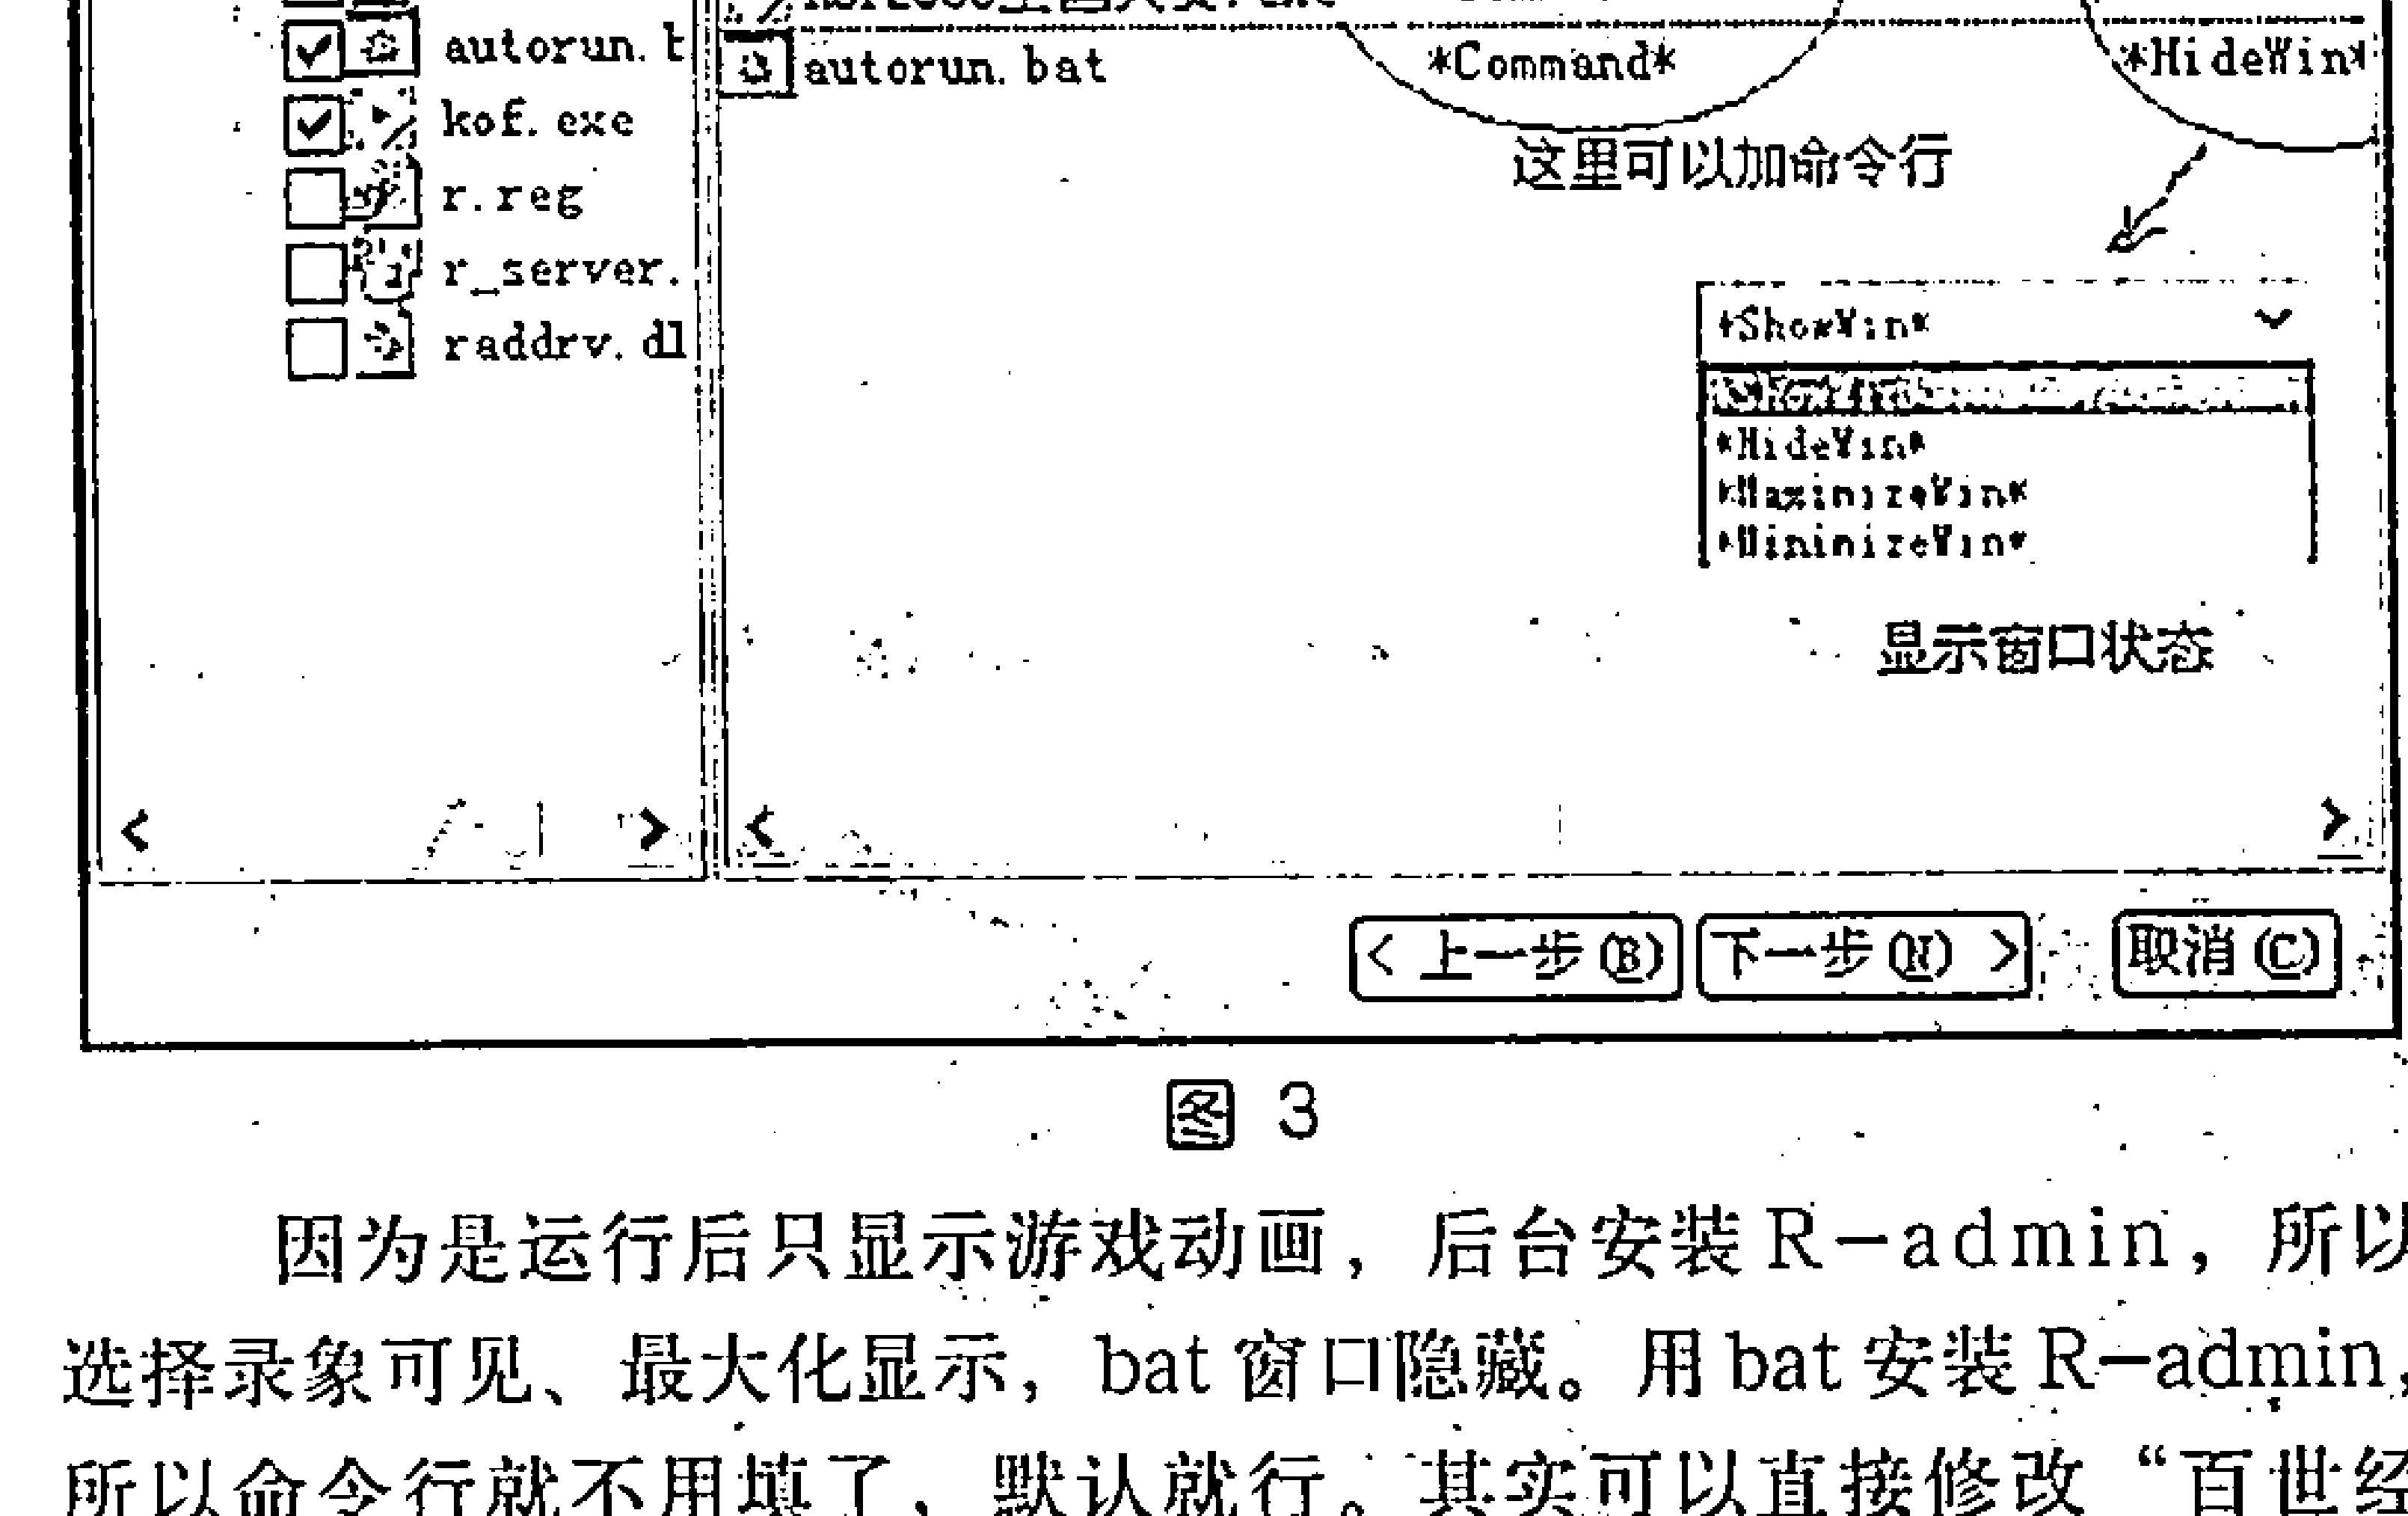 autorun.b
kof.exe
r.reg
r_server.
raddrv.dl
autorun.bat
*Command*
*HideWin*
这里可以加命令行
*ShowWin*
*HideWin*
*MaximizeWin*
*MinimizeWin*
显示窗口状态
< 上一步(B)
下一步(N) >
取消(C)
图 3
因为是运行后只显示游戏动画，后台安装R-admin，所以
选择录象可见、最大化显示，bat窗口隐藏。用bat安装R-admin，
所以命令行就不用填了，默认就行。其实可以直接修改“百世经